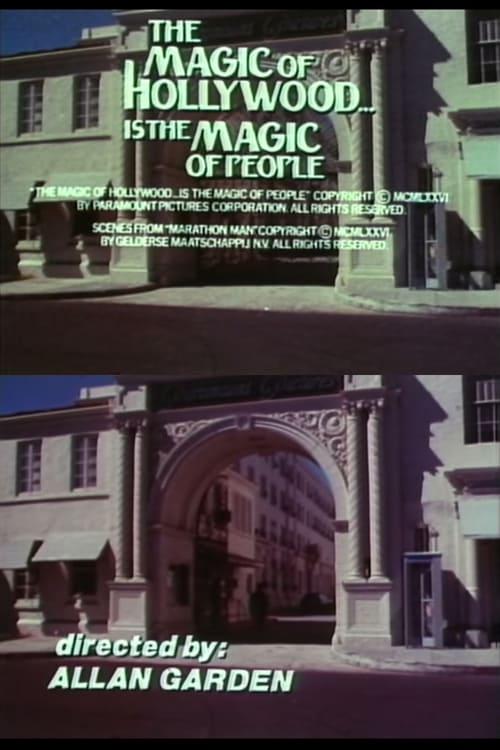 THE
MAGIC OF
HOLLYWOOD...
IS THE MAGIC
OF PEOPLE
"THE MAGIC OF HOLLYWOOD...IS THE MAGIC OF PEOPLE" COPYRIGHT © MCMLXXVI
BY PARAMOUNT PICTURES CORPORATION. ALL RIGHTS RESERVED.
SCENES FROM "MARATHON MAN" COPYRIGHT © MCMLXXVI
BY GELDERSE MAATSCHAPPIJ N.V. ALL RIGHTS RESERVED.
Paramount Pictures
directed by:
ALLAN GARDEN